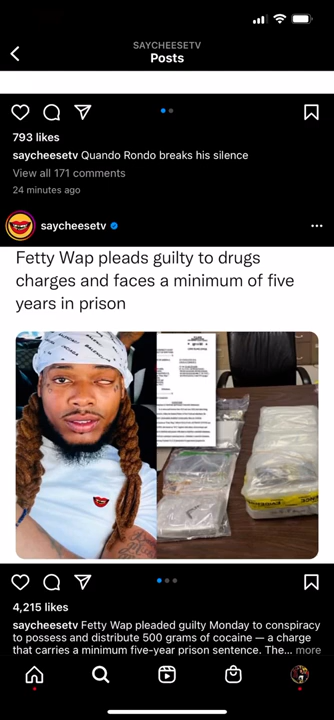 SAYCHEESETV
Posts
793 likes
saycheesetv Quando Rondo breaks his silence
View all 171 comments
24 minutes ago
saycheesetv
Fetty Wap pleads guilty to drugs
charges and faces a minimum of five
years in prison
4,215 likes
saycheesetv Fetty Wap pleaded guilty Monday to conspiracy
to possess and distribute 500 grams of cocaine — a charge
that carries a minimum five-year prison sentence. The... more